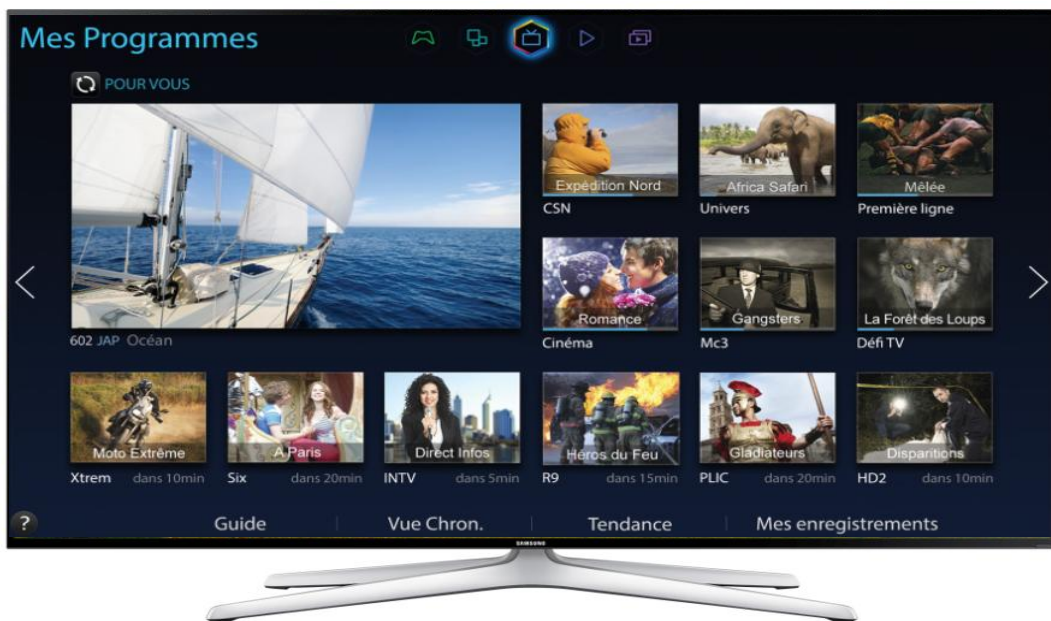 Mes Programmes
POUR VOUS
602 JAP Océan
Expédition Nord
CSN
Africa Safari
Univers
Mêlée
Première ligne
Romance
Cinéma
Gangsters
Mc3
La Forêt des Loups
Défi TV
Moto Extrême
Xtrem dans 10min
A Paris
Six dans 20min
Direct Infos
INTV dans 5min
Héros du Feu
R9 dans 15min
Gladiateurs
PLIC dans 20min
Disparitions
HD2 dans 10min
?
Guide
Vue Chron.
Tendance
Mes enregistrements
SAMSUNG